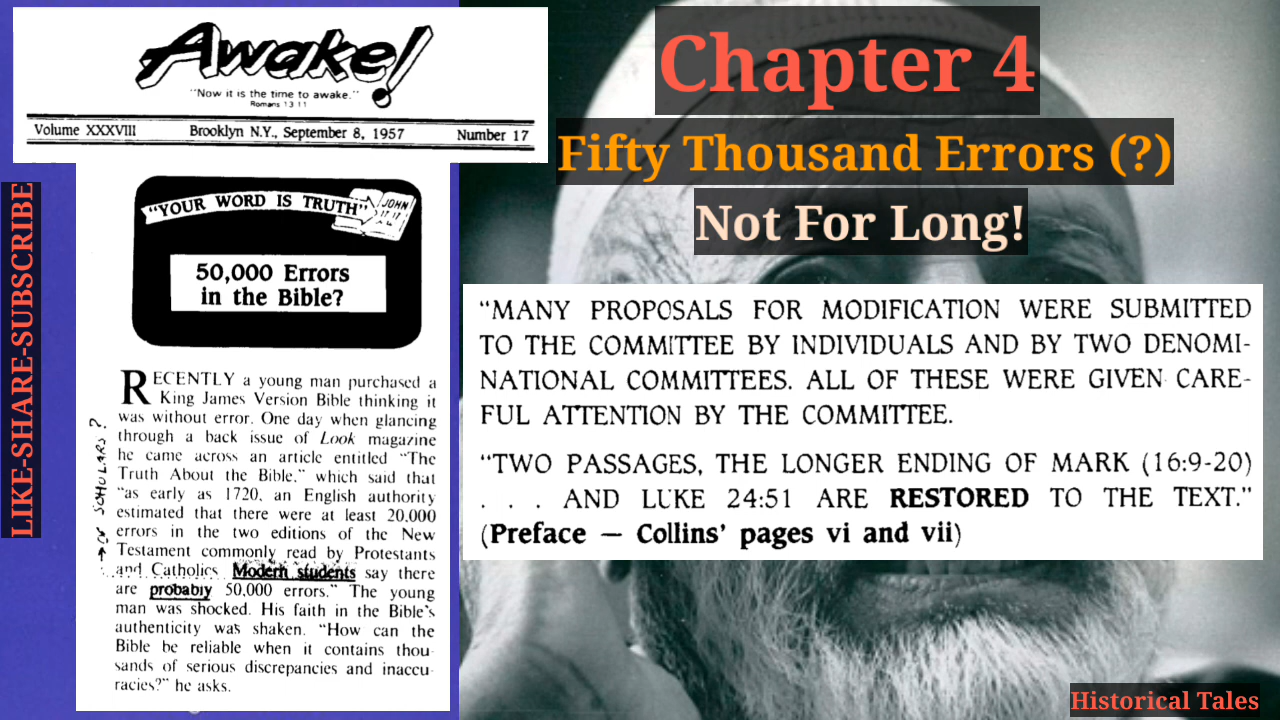 Awake!
"Now it is the time to awake."
Romans 13 11
Volume XXXVIII Brooklyn N.Y., September 8, 1957 Number 17
"YOUR WORD IS TRUTH"
JOHN
17:17
50,000 Errors
in the Bible?
RECENTLY a young man purchased a
King James Version Bible thinking it
was without error. One day when glancing
through a back issue of Look magazine
he came across an article entitled "The
Truth About the Bible," which said that
"as early as 1720, an English authority
estimated that there were at least 20,000
errors in the two editions of the New
Testament commonly read by Protestants
and Catholics. Modern students say there
are probably 50,000 errors." The young
man was shocked. His faith in the Bible's
authenticity was shaken. "How can the
Bible be reliable when it contains thou-
sands of serious discrepancies and inaccu-
racies?" he asks.
SCHOLARS?
LIKE-SHARE-SUBSCRIBE
Chapter 4
Fifty Thousand Errors (?)
Not For Long!
"MANY PROPOSALS FOR MODIFICATION WERE SUBMITTED
TO THE COMMITTEE BY INDIVIDUALS AND BY TWO DENOMI-
NATIONAL COMMITTEES. ALL OF THESE WERE GIVEN CARE-
FUL ATTENTION BY THE COMMITTEE.
"TWO PASSAGES, THE LONGER ENDING OF MARK (16:9-20)
. . . AND LUKE 24:51 ARE RESTORED TO THE TEXT."
(Preface — Collins' pages vi and vii)
Historical Tales